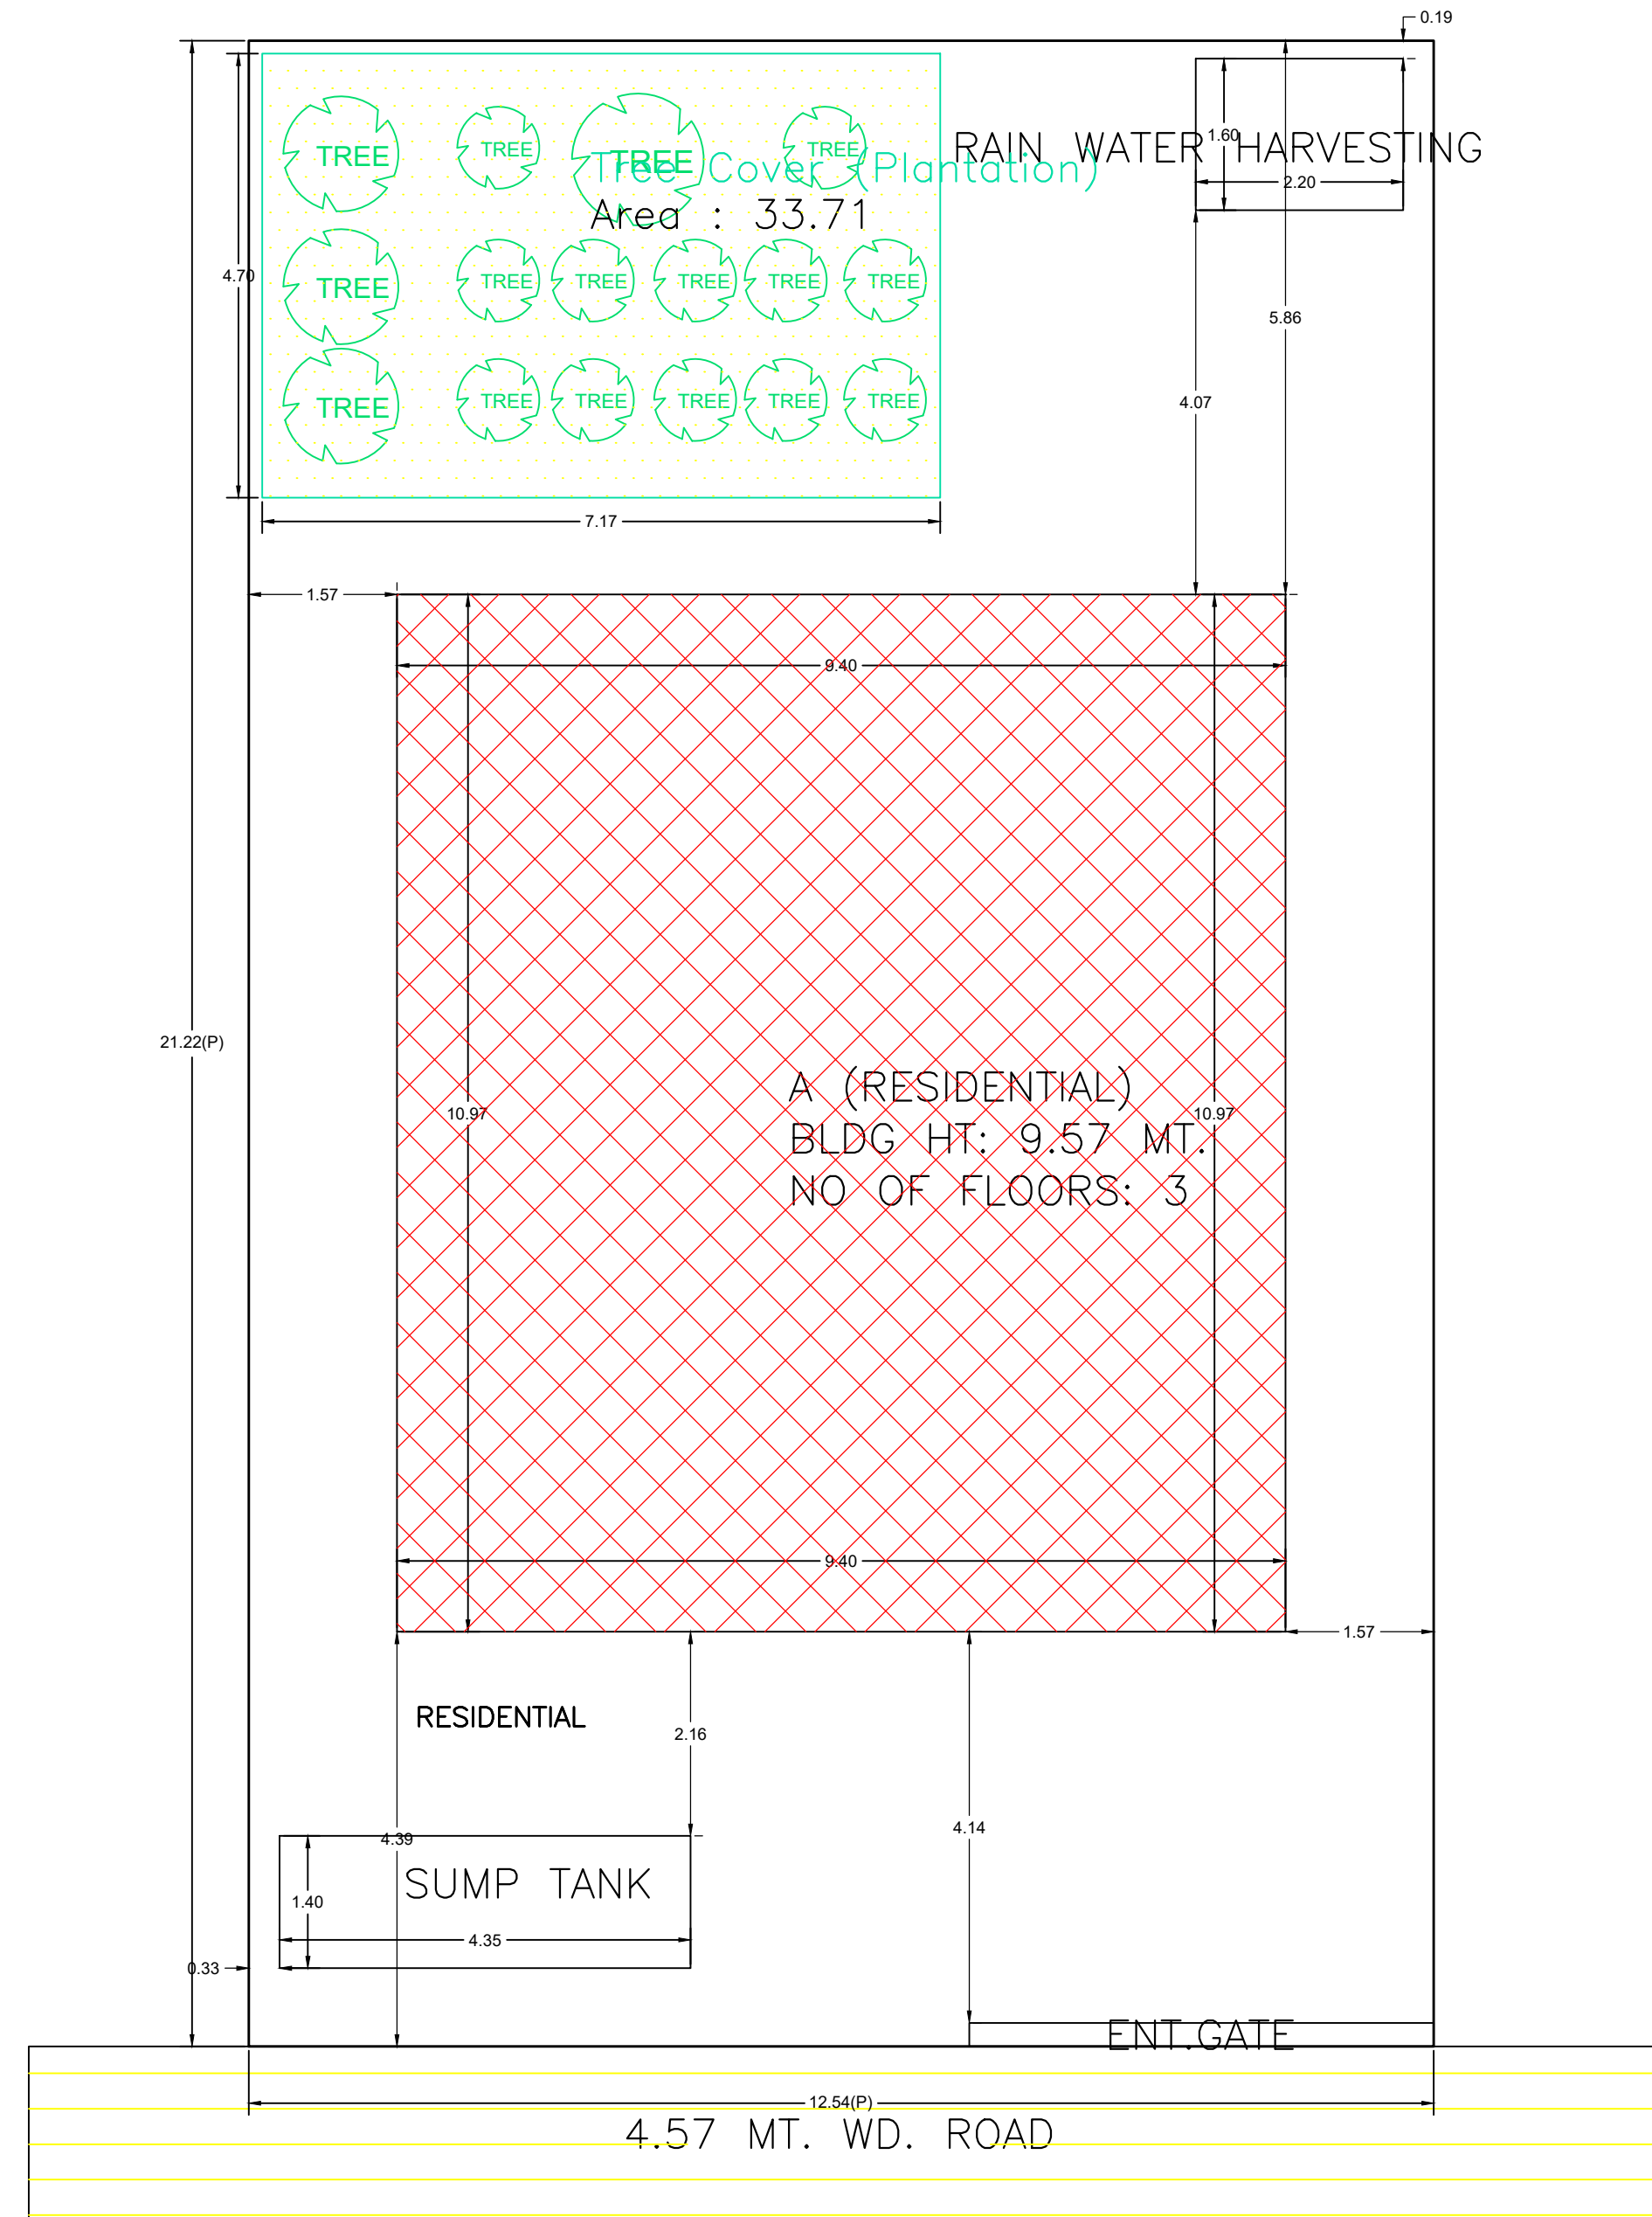 0.19
TREE TREE TREE TREE
RAIN WATER HARVESTING
1.60
Tree Cover (Plantation)
2.20
Area : 33.71
4.70
TREE TREE TREE TREE TREE TREE
5.86
4.07
TREE TREE TREE TREE TREE TREE
7.17
1.57
9.40
21.22(P)
A (RESIDENTIAL)
10.97
10.97
BLDG HT: 9.57 MT.
NO OF FLOORS: 3
9.40
1.57
RESIDENTIAL
2.16
4.14
4.39
SUMP TANK
1.40
4.35
0.33
ENT.GATE
12.54(P)
4.57 MT. WD. ROAD